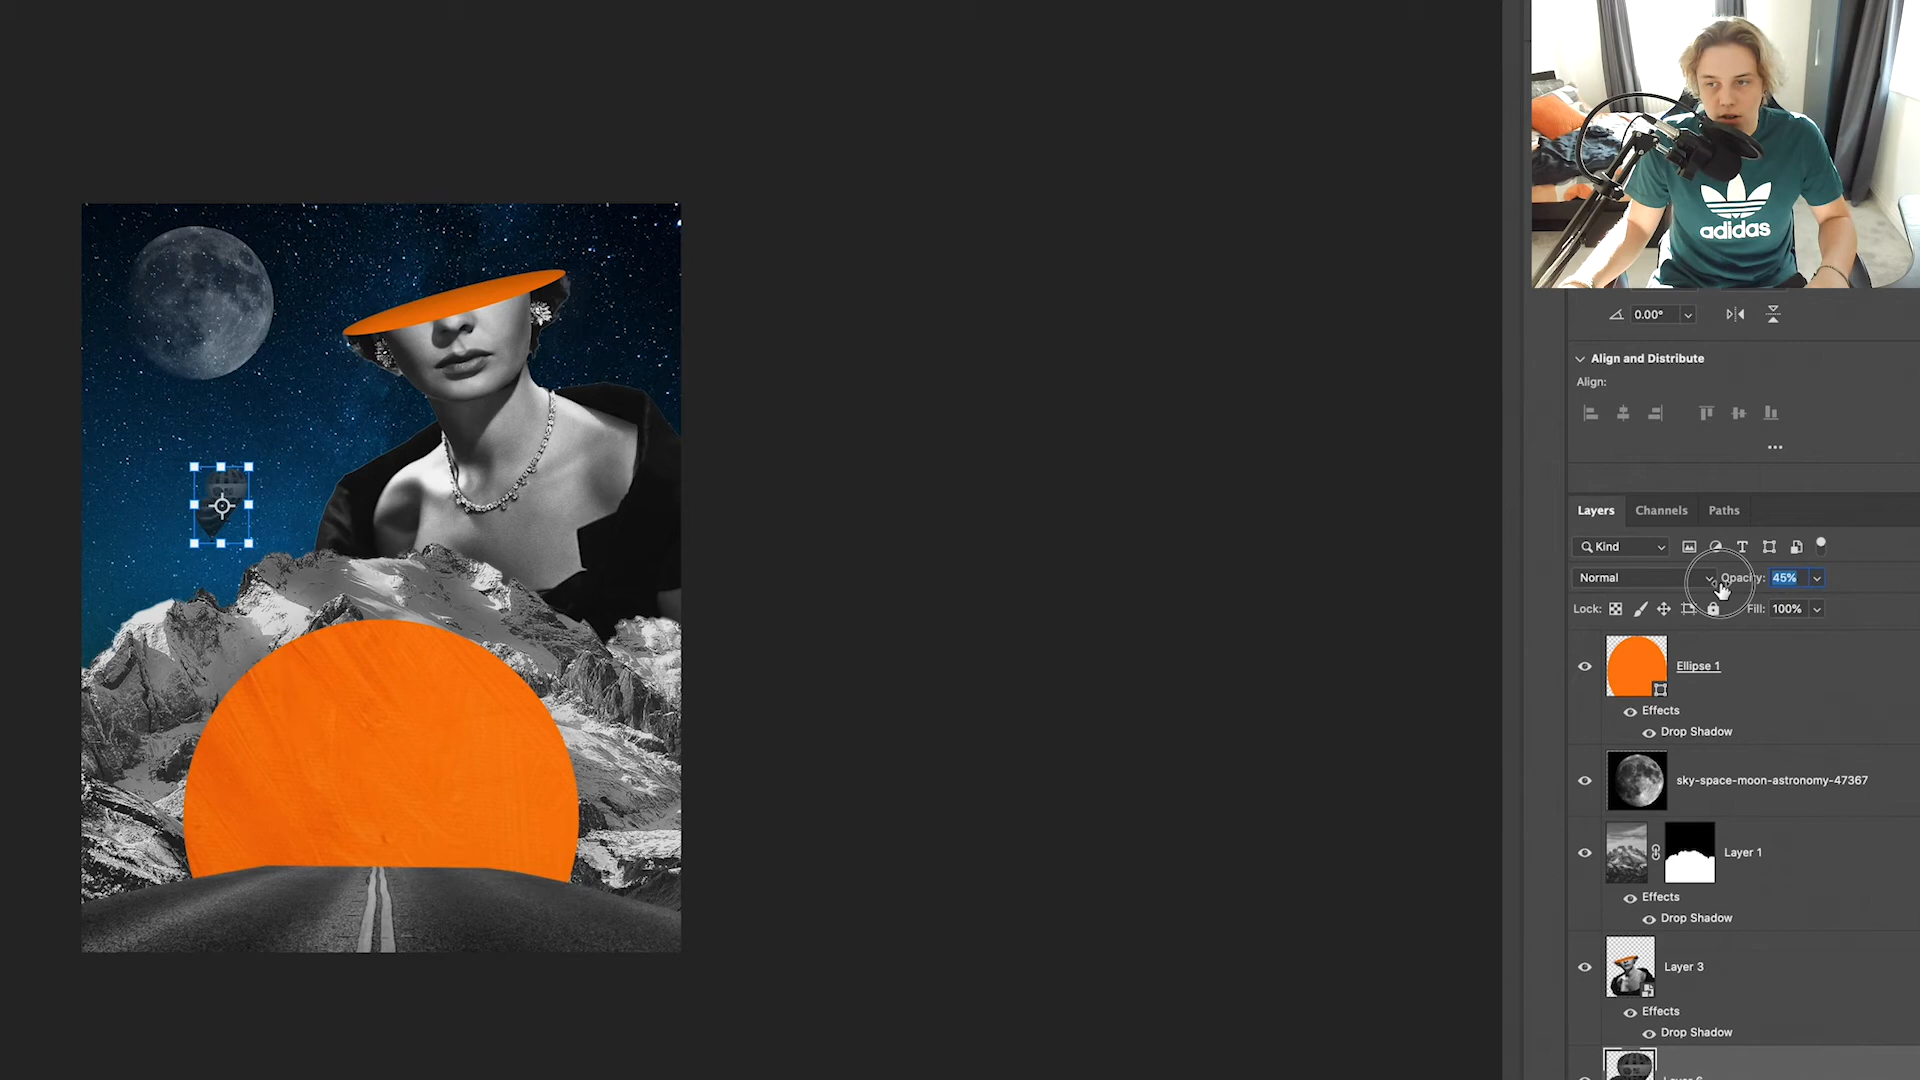 adidas
0.00°
Align and Distribute
Align:
Layers Channels Paths
Kind
Normal Opacity: 45%
Lock: Fill: 100%
Ellipse 1
Effects
Drop Shadow
sky-space-moon-astronomy-47367
Layer 1
Effects
Drop Shadow
Layer 3
Effects
Drop Shadow